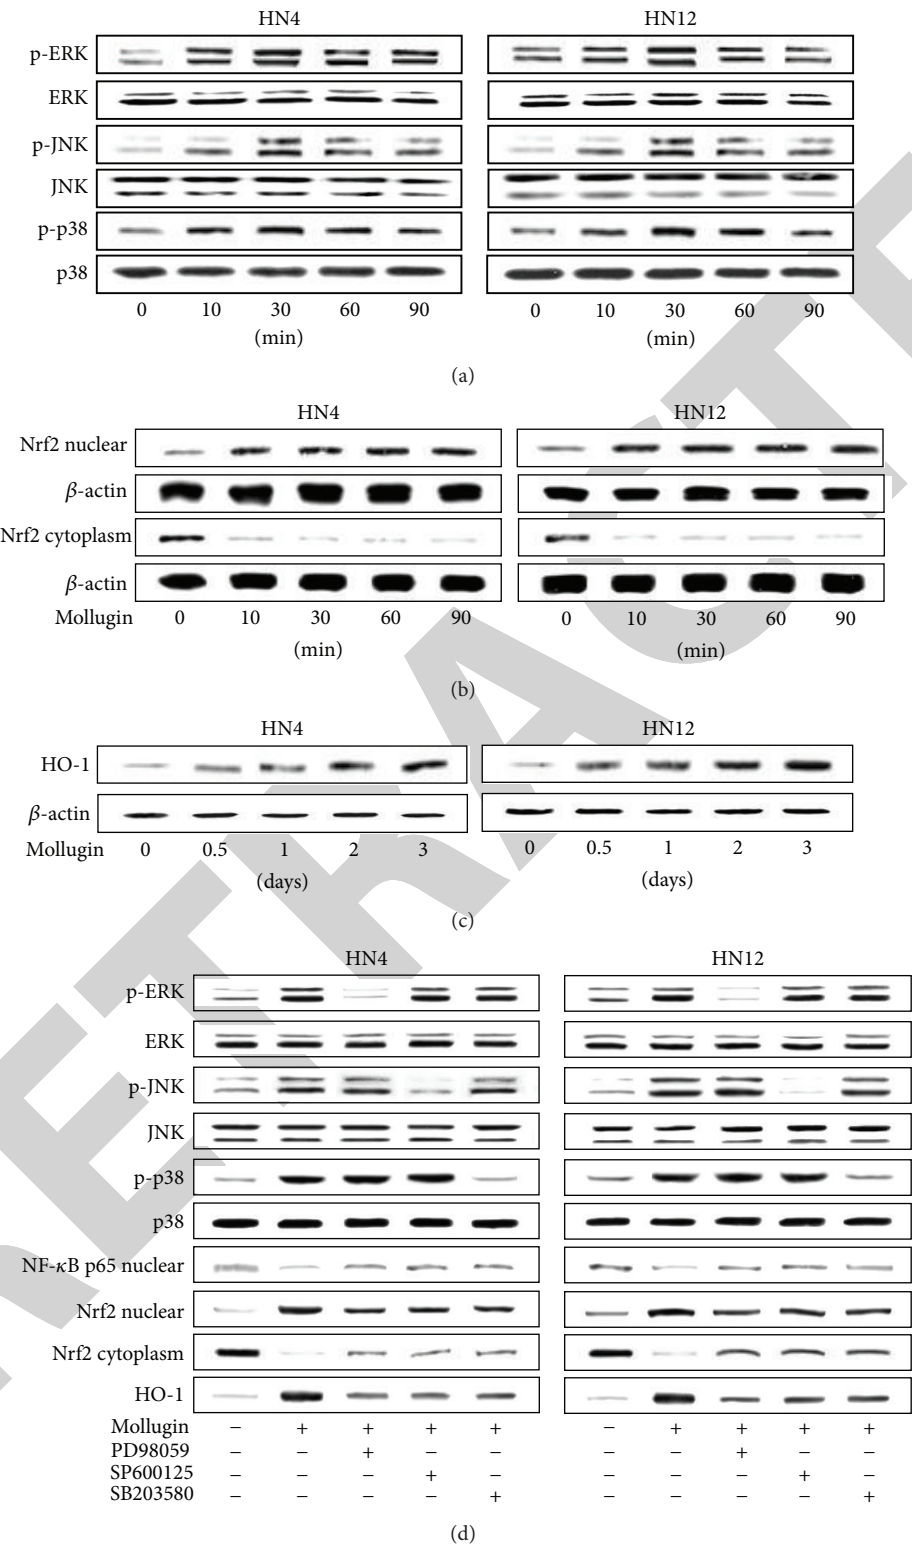 HN4 HN12
p-ERK
ERK
p-JNK
JNK
p-p38
p38
0 10 30 60 90 0 10 30 60 90
(min) (min)
(a)
HN4 HN12
Nrf2 nuclear
β-actin
Nrf2 cytoplasm
β-actin
Mollugin 0 10 30 60 90 0 10 30 60 90
(min) (min)
(b)
HN4 HN12
HO-1
β-actin
Mollugin 0 0.5 1 2 3 0 0.5 1 2 3
(days) (days)
(c)
HN4 HN12
p-ERK
ERK
p-JNK
JNK
p-p38
p38
NF-κB p65 nuclear
Nrf2 nuclear
Nrf2 cytoplasm
HO-1
Mollugin − + + + + − + + + +
PD98059 − − + − − − − + − −
SP600125 − − − + − − − − + −
SB203580 − − − − + − − − − +
(d)
RETRACTE